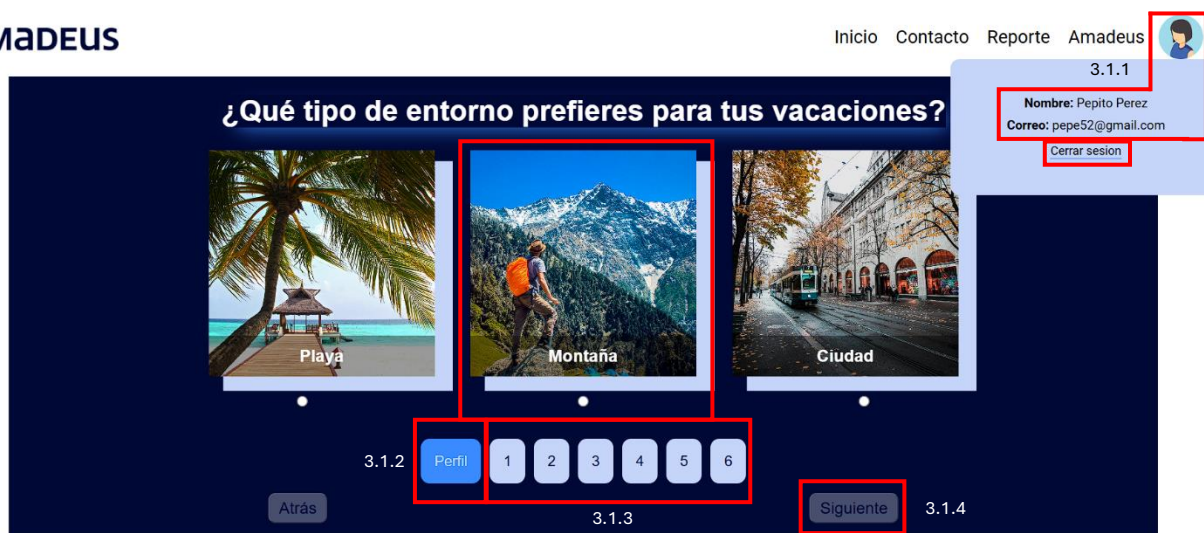 MADEUS
Inicio Contacto Reporte Amadeus
3.1.1
Nombre: Pepito Perez
Correo: pepe52@gmail.com
Cerrar sesion
¿Qué tipo de entorno prefieres para tus vacaciones?
Playa Montaña Ciudad
3.1.2 Perfil 1 2 3 4 5 6
Atrás 3.1.3 Siguiente 3.1.4